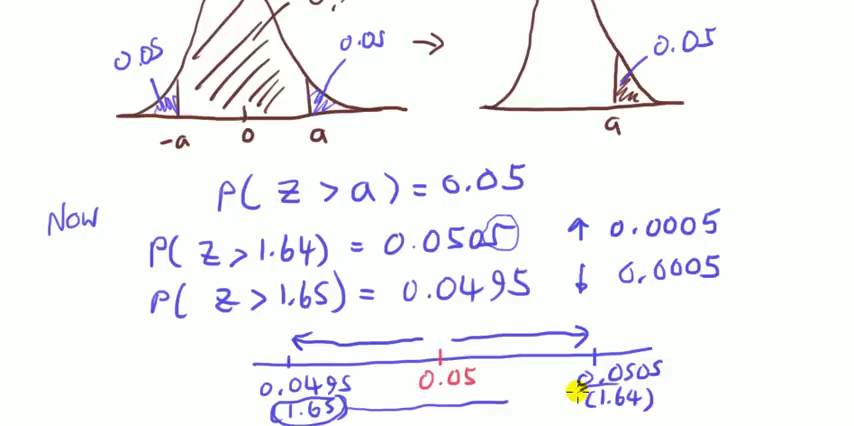 0.05
0.05
0.05
-a 0 a
a
P( Z > a ) = 0.05
Now
P( Z > 1.64) = 0.0505 ↑ 0.0005
P( Z > 1.65) = 0.0495 ↓ 0.0005
0.0495 0.05 0.0505
1.65 (1.64)